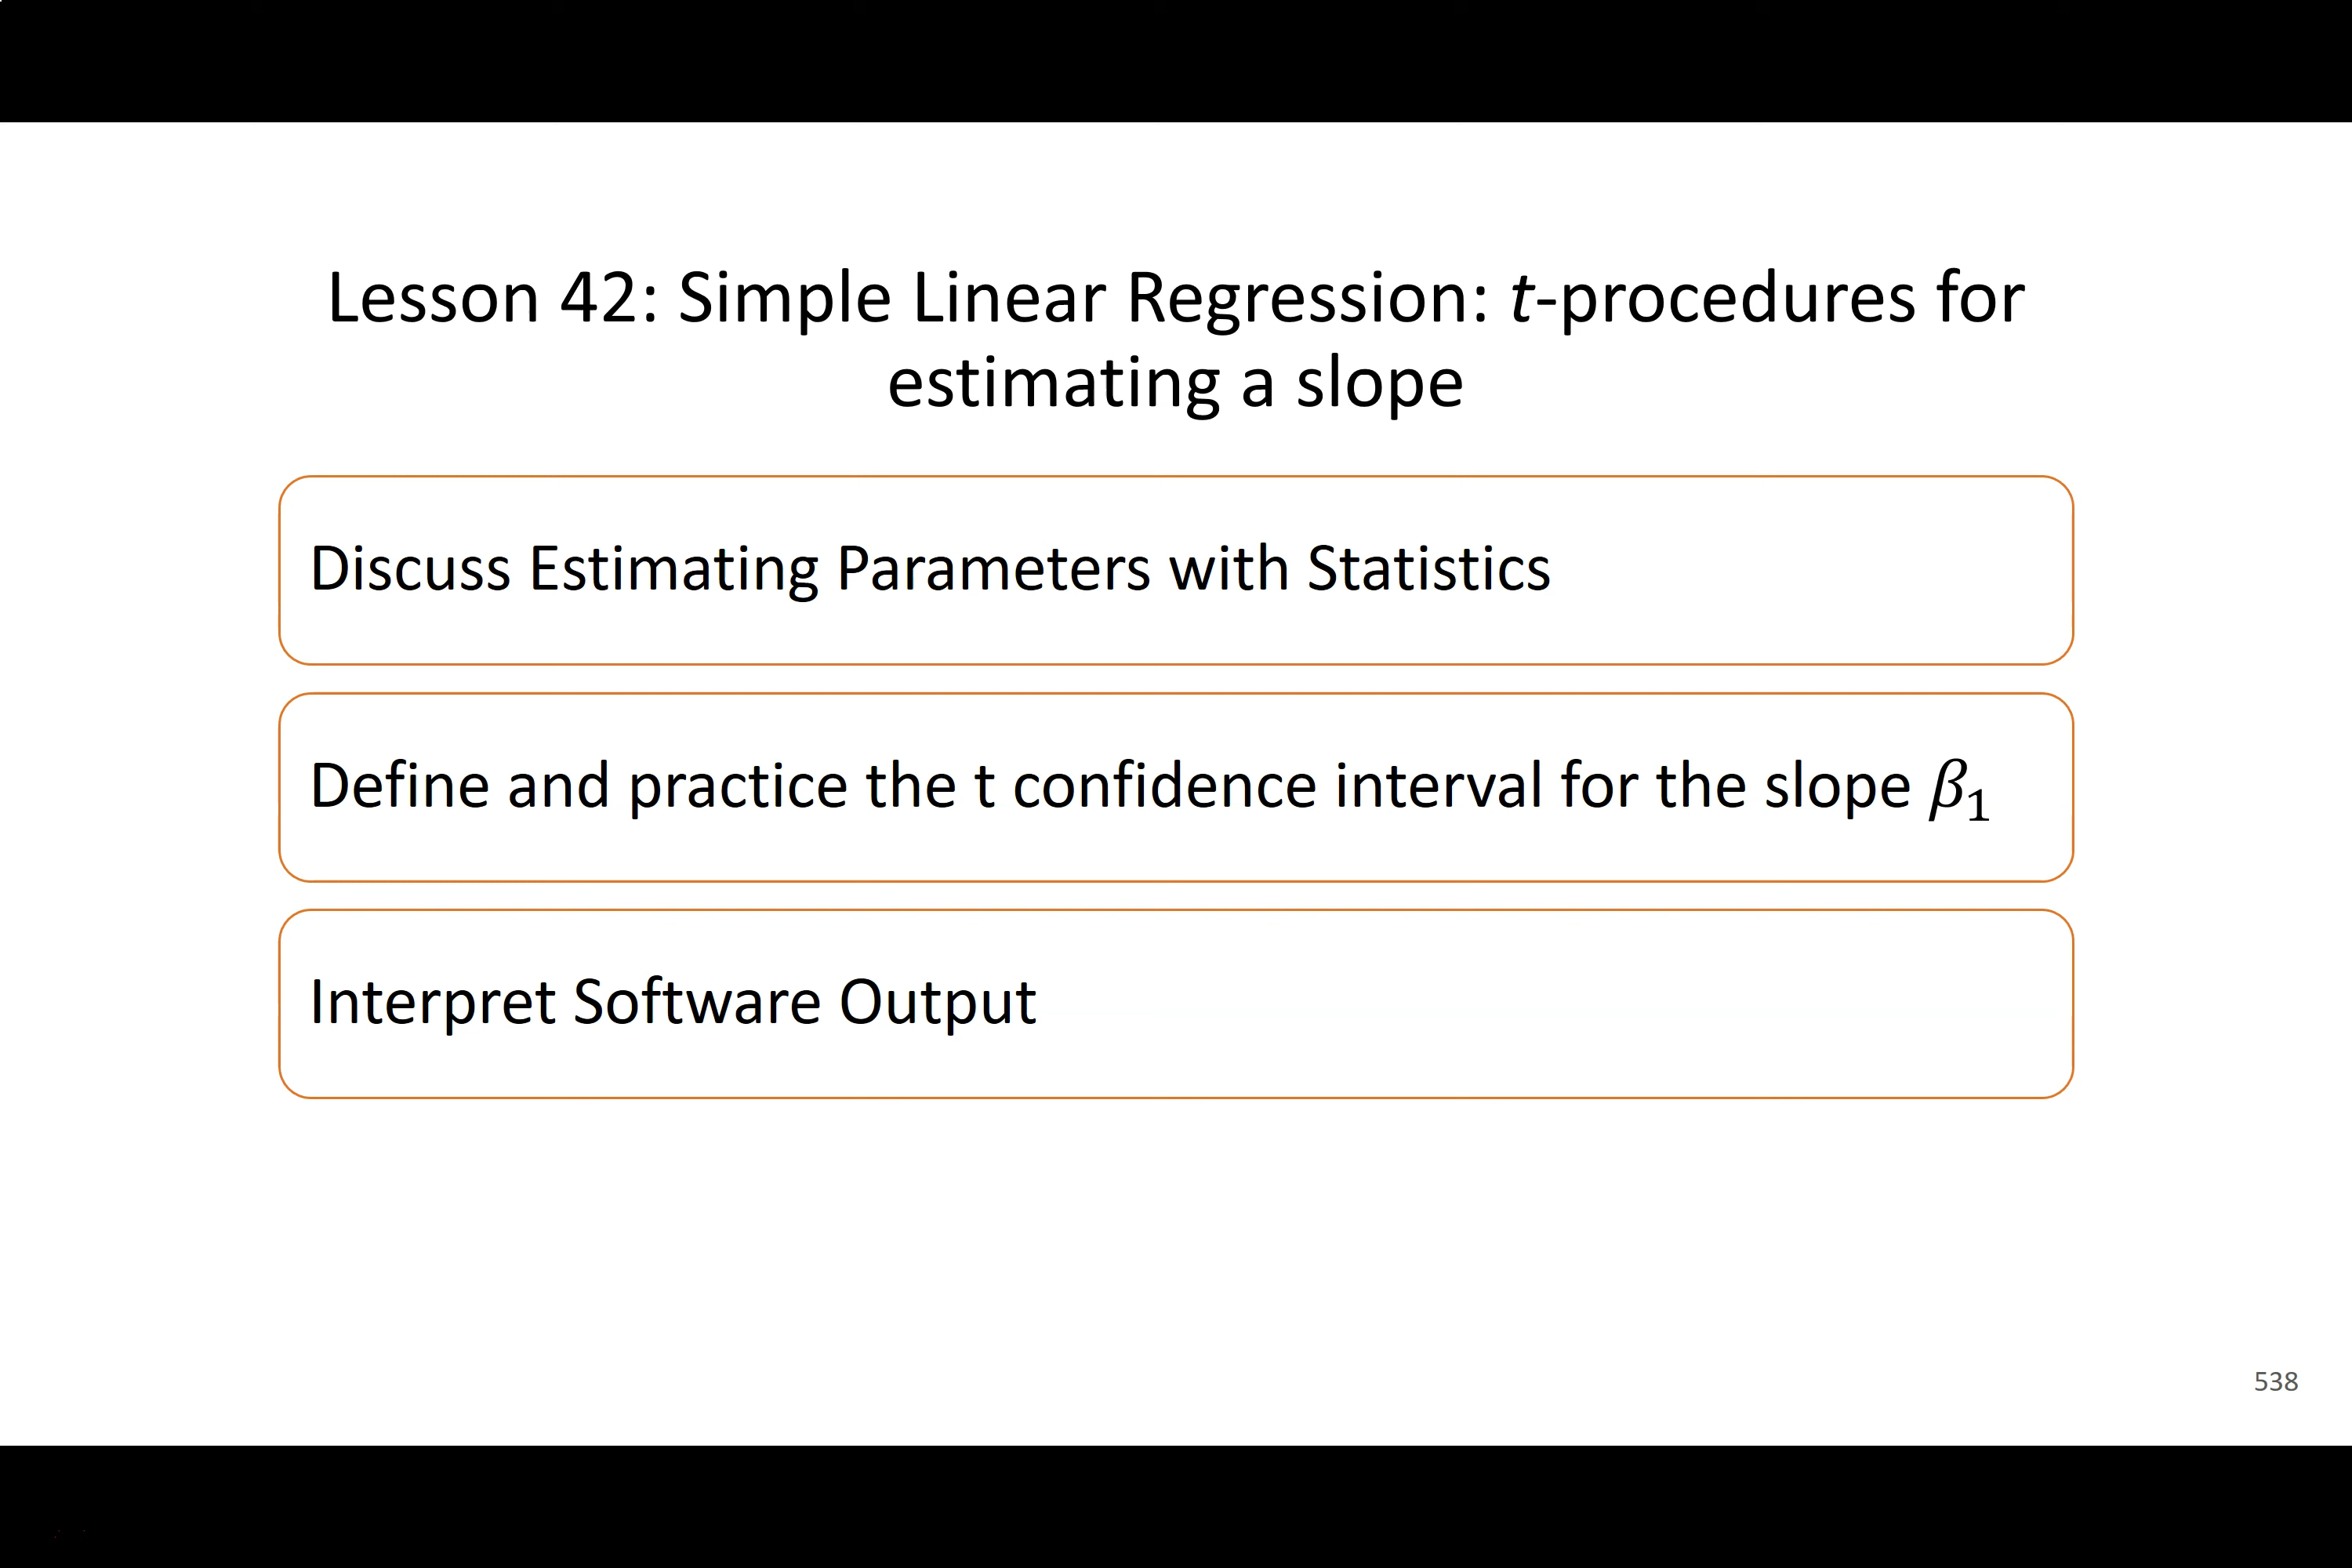 Lesson 42: Simple Linear Regression: t-procedures for
estimating a slope
Discuss Estimating Parameters with Statistics
Define and practice the t confidence interval for the slope β₁
Interpret Software Output
538